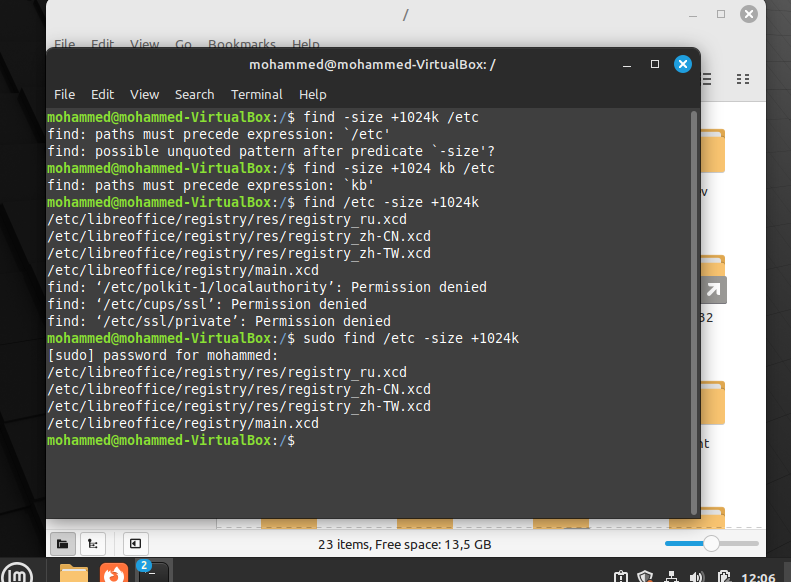 /
File Edit View Go Bookmarks Help
mohammed@mohammed-VirtualBox: /
File Edit View Search Terminal Help
mohammed@mohammed-VirtualBox:/$ find -size +1024k /etc
find: paths must precede expression: `/etc'
find: possible unquoted pattern after predicate `-size'?
mohammed@mohammed-VirtualBox:/$ find -size +1024 kb /etc
find: paths must precede expression: `kb'
mohammed@mohammed-VirtualBox:/$ find /etc -size +1024k
/etc/libreoffice/registry/res/registry_ru.xcd
/etc/libreoffice/registry/res/registry_zh-CN.xcd
/etc/libreoffice/registry/res/registry_zh-TW.xcd
/etc/libreoffice/registry/main.xcd
find: ‘/etc/polkit-1/localauthority’: Permission denied
find: ‘/etc/cups/ssl’: Permission denied
find: ‘/etc/ssl/private’: Permission denied
mohammed@mohammed-VirtualBox:/$ sudo find /etc -size +1024k
[sudo] password for mohammed:
/etc/libreoffice/registry/res/registry_ru.xcd
/etc/libreoffice/registry/res/registry_zh-CN.xcd
/etc/libreoffice/registry/res/registry_zh-TW.xcd
/etc/libreoffice/registry/main.xcd
mohammed@mohammed-VirtualBox:/$
v
32
nt
23 items, Free space: 13,5 GB
2
12:06